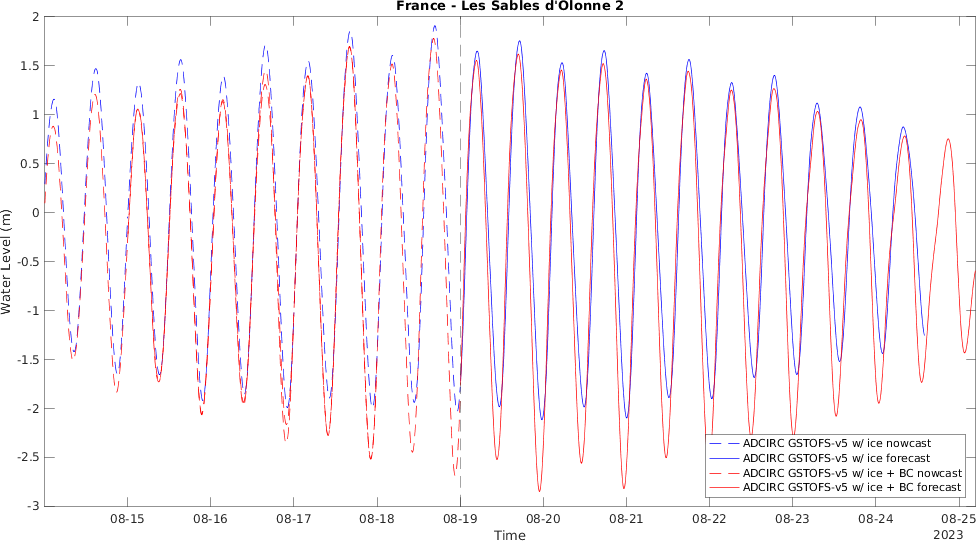 France - Les Sables d'Olonne 2
2
1.5
1
0.5
0
-0.5
-1
-1.5
-2
-2.5
-3
Water Level (m)
ADCIRC GSTOFS-v5 w/ ice nowcast
ADCIRC GSTOFS-v5 w/ ice forecast
ADCIRC GSTOFS-v5 w/ ice + BC nowcast
ADCIRC GSTOFS-v5 w/ ice + BC forecast
08-15 08-16 08-17 08-18 08-19 08-20 08-21 08-22 08-23 08-24 08-25
Time
2023